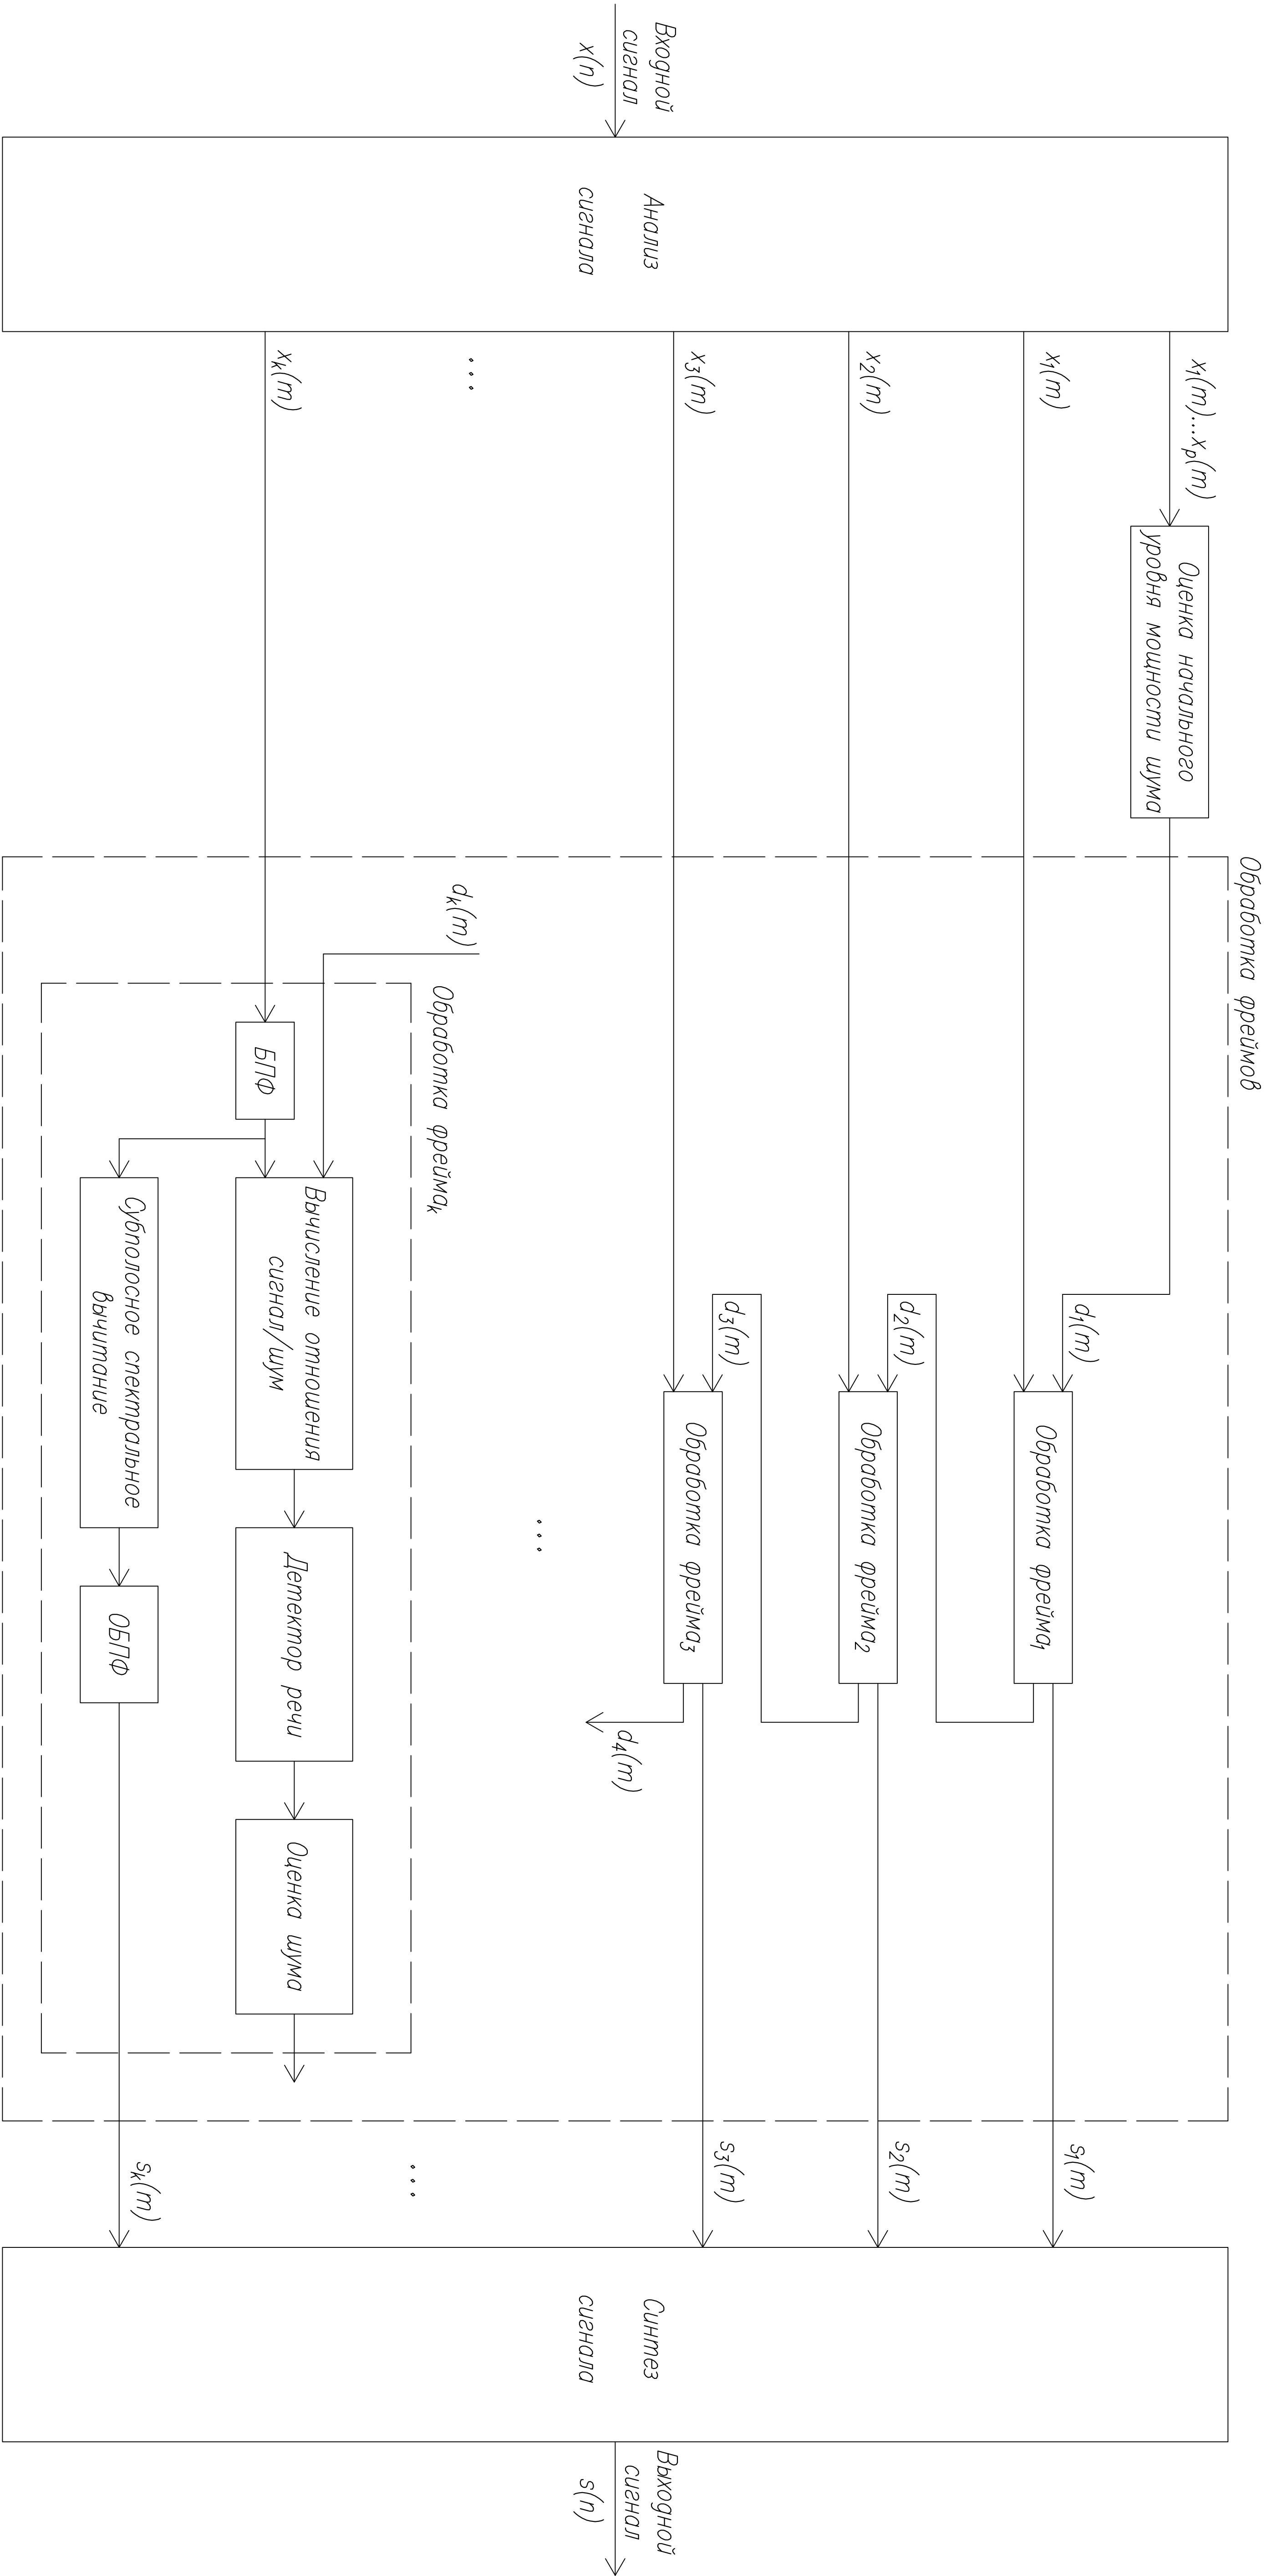 Входной
сигнал
x(n)
Анализ
сигнала
x₁(m)...xₚ(m)
x₁(m)
x₂(m)
x₃(m)
...
xₖ(m)
Оценка начального
уровня мощности шума
Обработка фреймов
d₁(m)
Обработка фрейма₁
d₂(m)
Обработка фрейма₂
d₃(m)
Обработка фрейма₃
d₄(m)
...
dₖ(m)
Обработка фреймаₖ
БПФ
Вычисление отношения
сигнал/шум
Детектор речи
Оценка шума
Субполосное спектральное
вычитание
ОБПФ
s₁(m)
s₂(m)
s₃(m)
...
sₖ(m)
Синтез
сигнала
Выходной
сигнал
s(n)